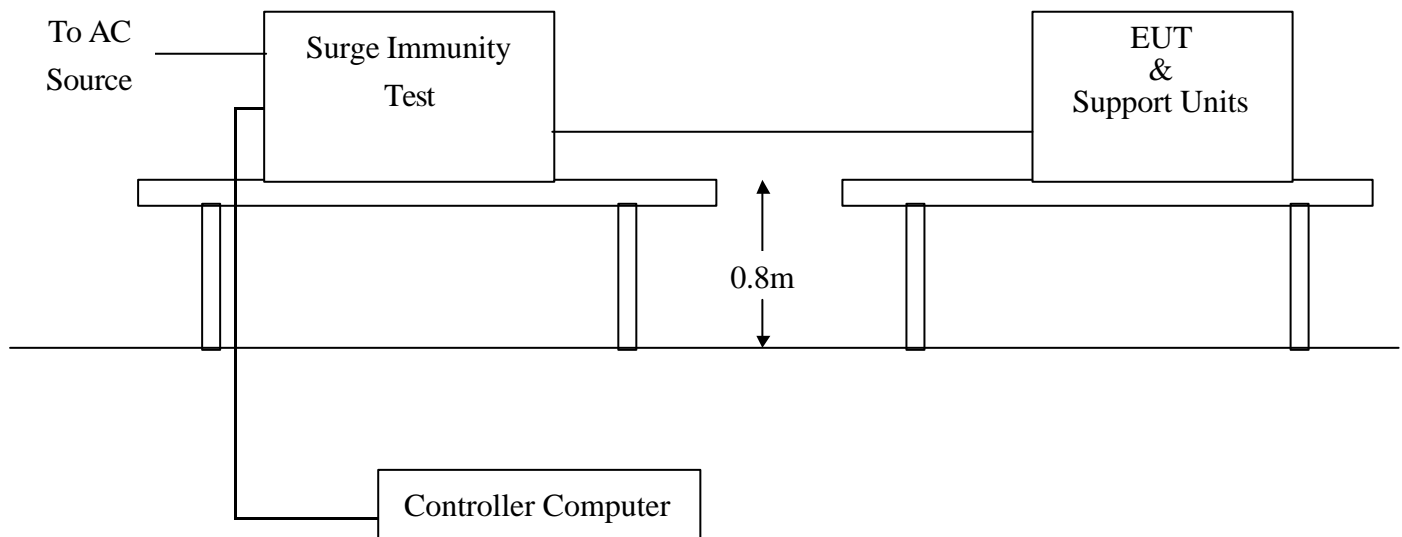 To AC
Source
Surge Immunity
Test
EUT
&
Support Units
0.8m
Controller Computer